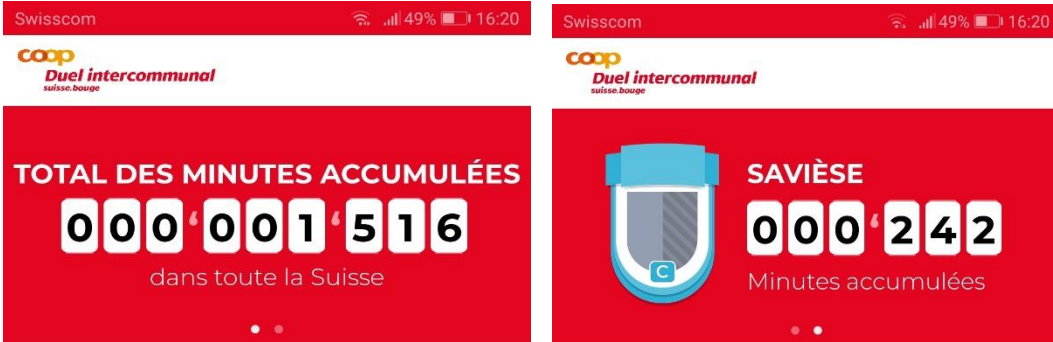 Swisscom 49% 16:20
coop
Duel intercommunal
suisse.bouge
TOTAL DES MINUTES ACCUMULÉES
000‘001‘516
dans toute la Suisse
Swisscom 49% 16:20
coop
Duel intercommunal
suisse.bouge
SAVIÈSE
000‘242
C
Minutes accumulées